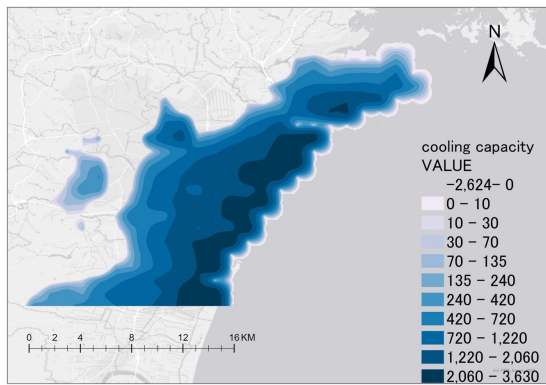 N
cooling capacity
VALUE
-2,624- 0
0 - 10
10 - 30
30 - 70
70 - 135
135 - 240
240 - 420
420 - 720
720 - 1,220
1,220 - 2,060
2,060 - 3,630
0 2 4 8 12 16 KM